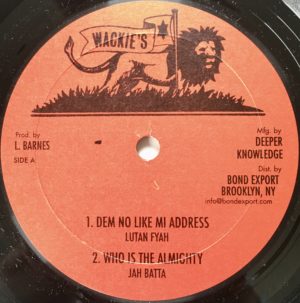 WACKIE'S
Prod. by
L. BARNES
SIDE A
Mfg. by
DEEPER
KNOWLEDGE
Dist. by
BOND EXPORT
BROOKLYN, NY
info@bondexport.com
1. DEM NO LIKE MI ADDRESS
LUTAN FYAH
2. WHO IS THE ALMIGHTY
JAH BATTA